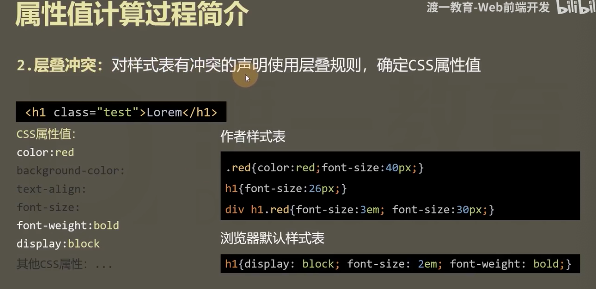 属性值计算过程简介
渡一教育-Web前端开发 bilibili
2.层叠冲突：对样式表有冲突的声明使用层叠规则，确定CSS属性值
<h1 class="test">Lorem</h1>
CSS属性值：
color:red
background-color:
text-align:
font-size:
font-weight:bold
display:block
其他CSS属性：...
作者样式表
.red{color:red;font-size:40px;}
h1{font-size:26px;}
div h1.red{font-size:3em; font-size:30px;}
浏览器默认样式表
h1{display: block; font-size: 2em; font-weight: bold;}